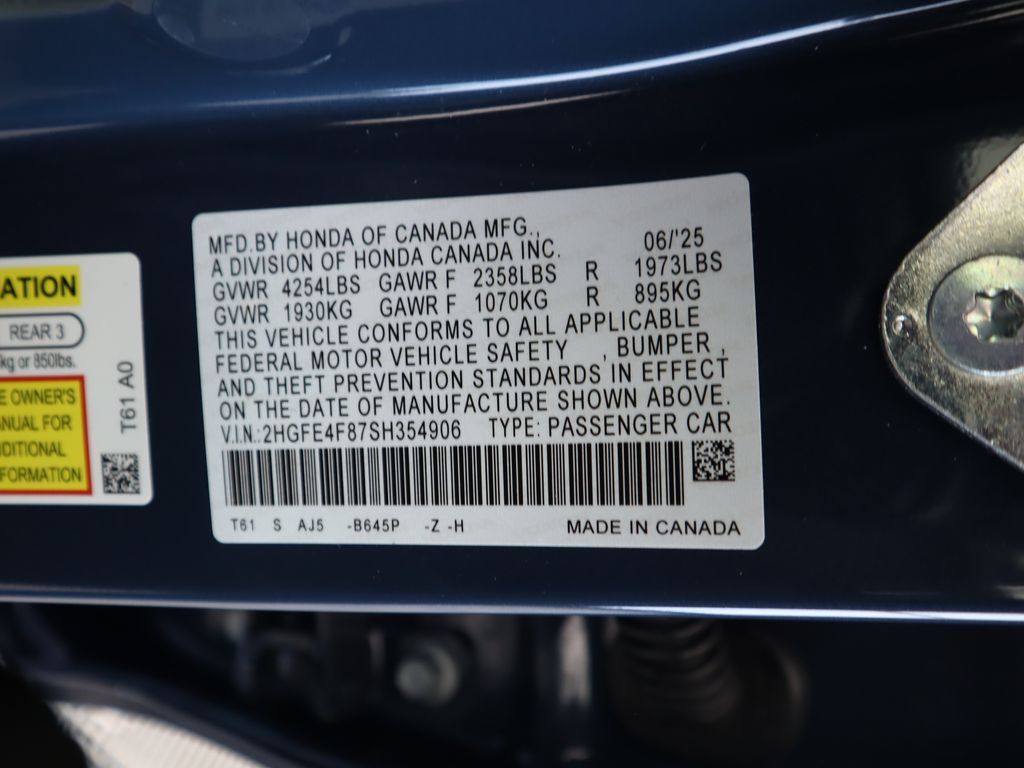 MFD.BY HONDA OF CANADA MFG.,
A DIVISION OF HONDA CANADA INC. 06/'25
GVWR 4254LBS GAWR F 2358LBS R 1973LBS
GVWR 1930KG GAWR F 1070KG R 895KG
THIS VEHICLE CONFORMS TO ALL APPLICABLE
FEDERAL MOTOR VEHICLE SAFETY , BUMPER ,
AND THEFT PREVENTION STANDARDS IN EFFECT
ON THE DATE OF MANUFACTURE SHOWN ABOVE.
V.I.N.:2HGFE4F87SH354906 TYPE: PASSENGER CAR
T61 S AJ5 -B645P -Z -H MADE IN CANADA
ATION
REAR 3
kg or 850lbs.
E OWNER'S
NUAL FOR
DITIONAL
FORMATION
T61 A0